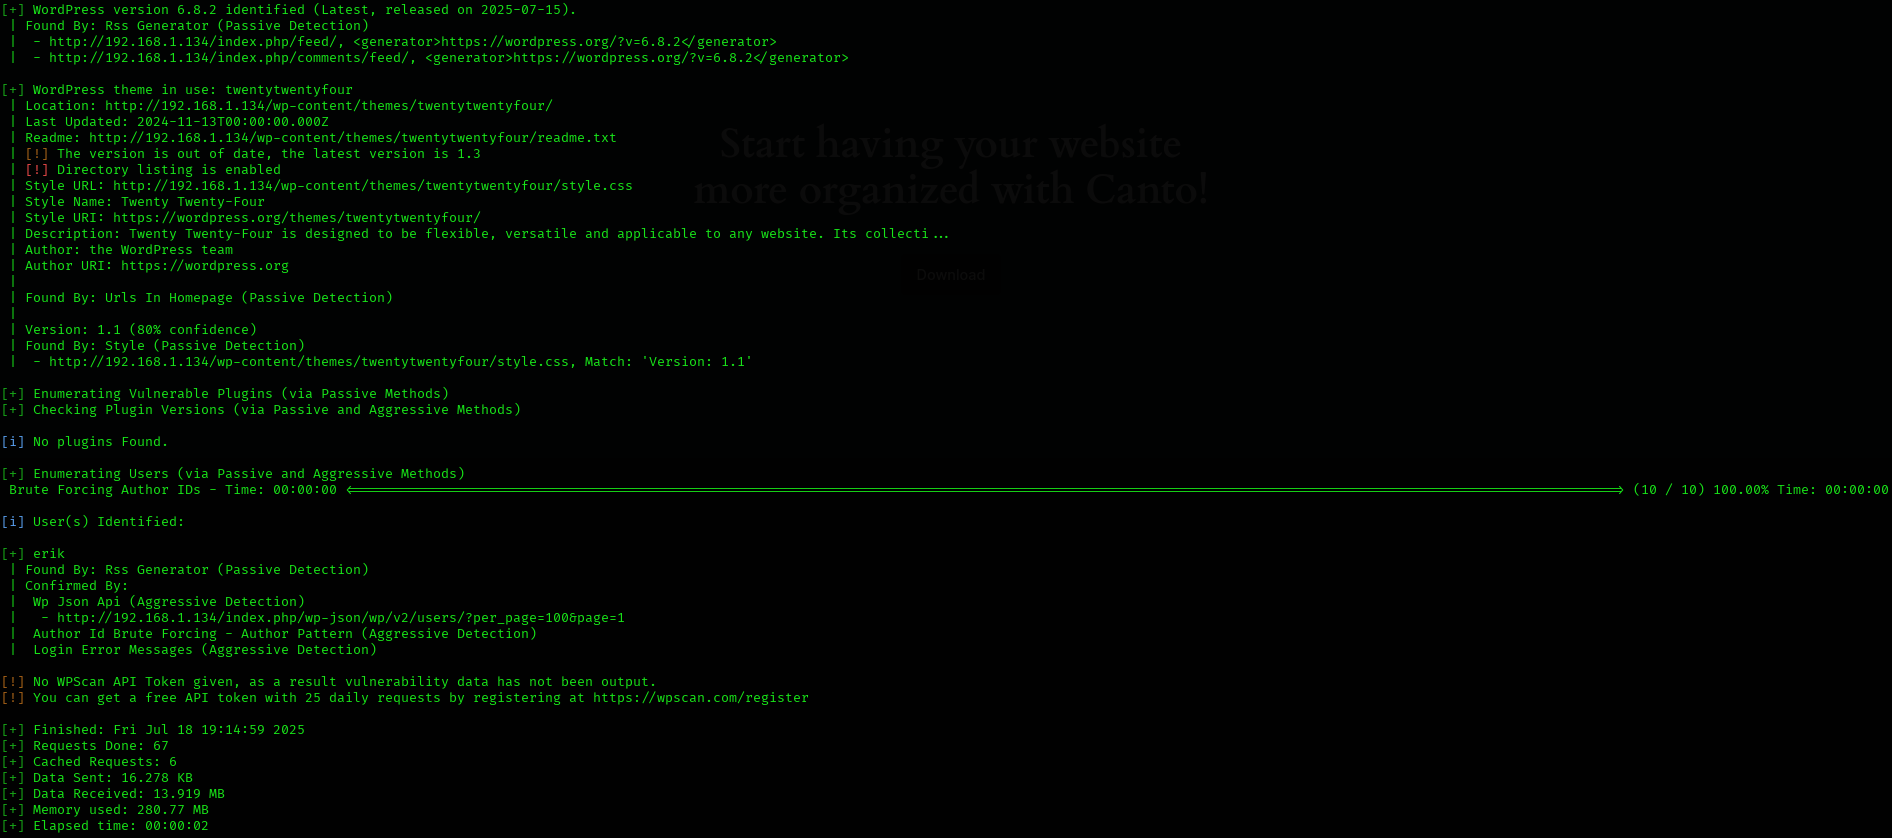 [+] WordPress version 6.8.2 identified (Latest, released on 2025-07-15).
 | Found By: Rss Generator (Passive Detection)
 |  - http://192.168.1.134/index.php/feed/, <generator>https://wordpress.org/?v=6.8.2</generator>
 |  - http://192.168.1.134/index.php/comments/feed/, <generator>https://wordpress.org/?v=6.8.2</generator>

[+] WordPress theme in use: twentytwentyfour
 | Location: http://192.168.1.134/wp-content/themes/twentytwentyfour/
 | Last Updated: 2024-11-13T00:00:00.000Z
 | Readme: http://192.168.1.134/wp-content/themes/twentytwentyfour/readme.txt
 | [!] The version is out of date, the latest version is 1.3
 | [!] Directory listing is enabled
 | Style URL: http://192.168.1.134/wp-content/themes/twentytwentyfour/style.css
 | Style Name: Twenty Twenty-Four
 | Style URI: https://wordpress.org/themes/twentytwentyfour/
 | Description: Twenty Twenty-Four is designed to be flexible, versatile and applicable to any website. Its collecti...
 | Author: the WordPress team
 | Author URI: https://wordpress.org
 |
 | Found By: Urls In Homepage (Passive Detection)
 |
 | Version: 1.1 (80% confidence)
 | Found By: Style (Passive Detection)
 |  - http://192.168.1.134/wp-content/themes/twentytwentyfour/style.css, Match: 'Version: 1.1'

[+] Enumerating Vulnerable Plugins (via Passive Methods)
[+] Checking Plugin Versions (via Passive and Aggressive Methods)

[i] No plugins Found.

[+] Enumerating Users (via Passive and Aggressive Methods)
 Brute Forcing Author IDs - Time: 00:00:00 <=====================================================> (10 / 10) 100.00% Time: 00:00:00

[i] User(s) Identified:

[+] erik
 | Found By: Rss Generator (Passive Detection)
 | Confirmed By:
 |  Wp Json Api (Aggressive Detection)
 |   - http://192.168.1.134/index.php/wp-json/wp/v2/users/?per_page=100&page=1
 |  Author Id Brute Forcing - Author Pattern (Aggressive Detection)
 |  Login Error Messages (Aggressive Detection)

[!] No WPScan API Token given, as a result vulnerability data has not been output.
[!] You can get a free API token with 25 daily requests by registering at https://wpscan.com/register

[+] Finished: Fri Jul 18 19:14:59 2025
[+] Requests Done: 67
[+] Cached Requests: 6
[+] Data Sent: 16.278 KB
[+] Data Received: 13.919 MB
[+] Memory used: 280.77 MB
[+] Elapsed time: 00:00:02
Start having your website
more organized with Canto!
Download